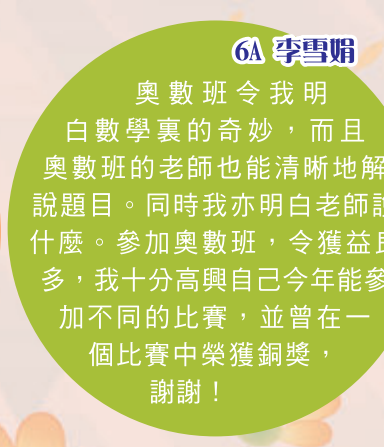 6A 李雪娟
奧數班令我明
白數學裏的奇妙，而且
奧數班的老師也能清晰地解
說題目。同時我亦明白老師
什麼。參加奧數班，令獲益
多，我十分高興自己今年能參
加不同的比賽，並曾在一
個比賽中榮獲銅獎，
謝謝！